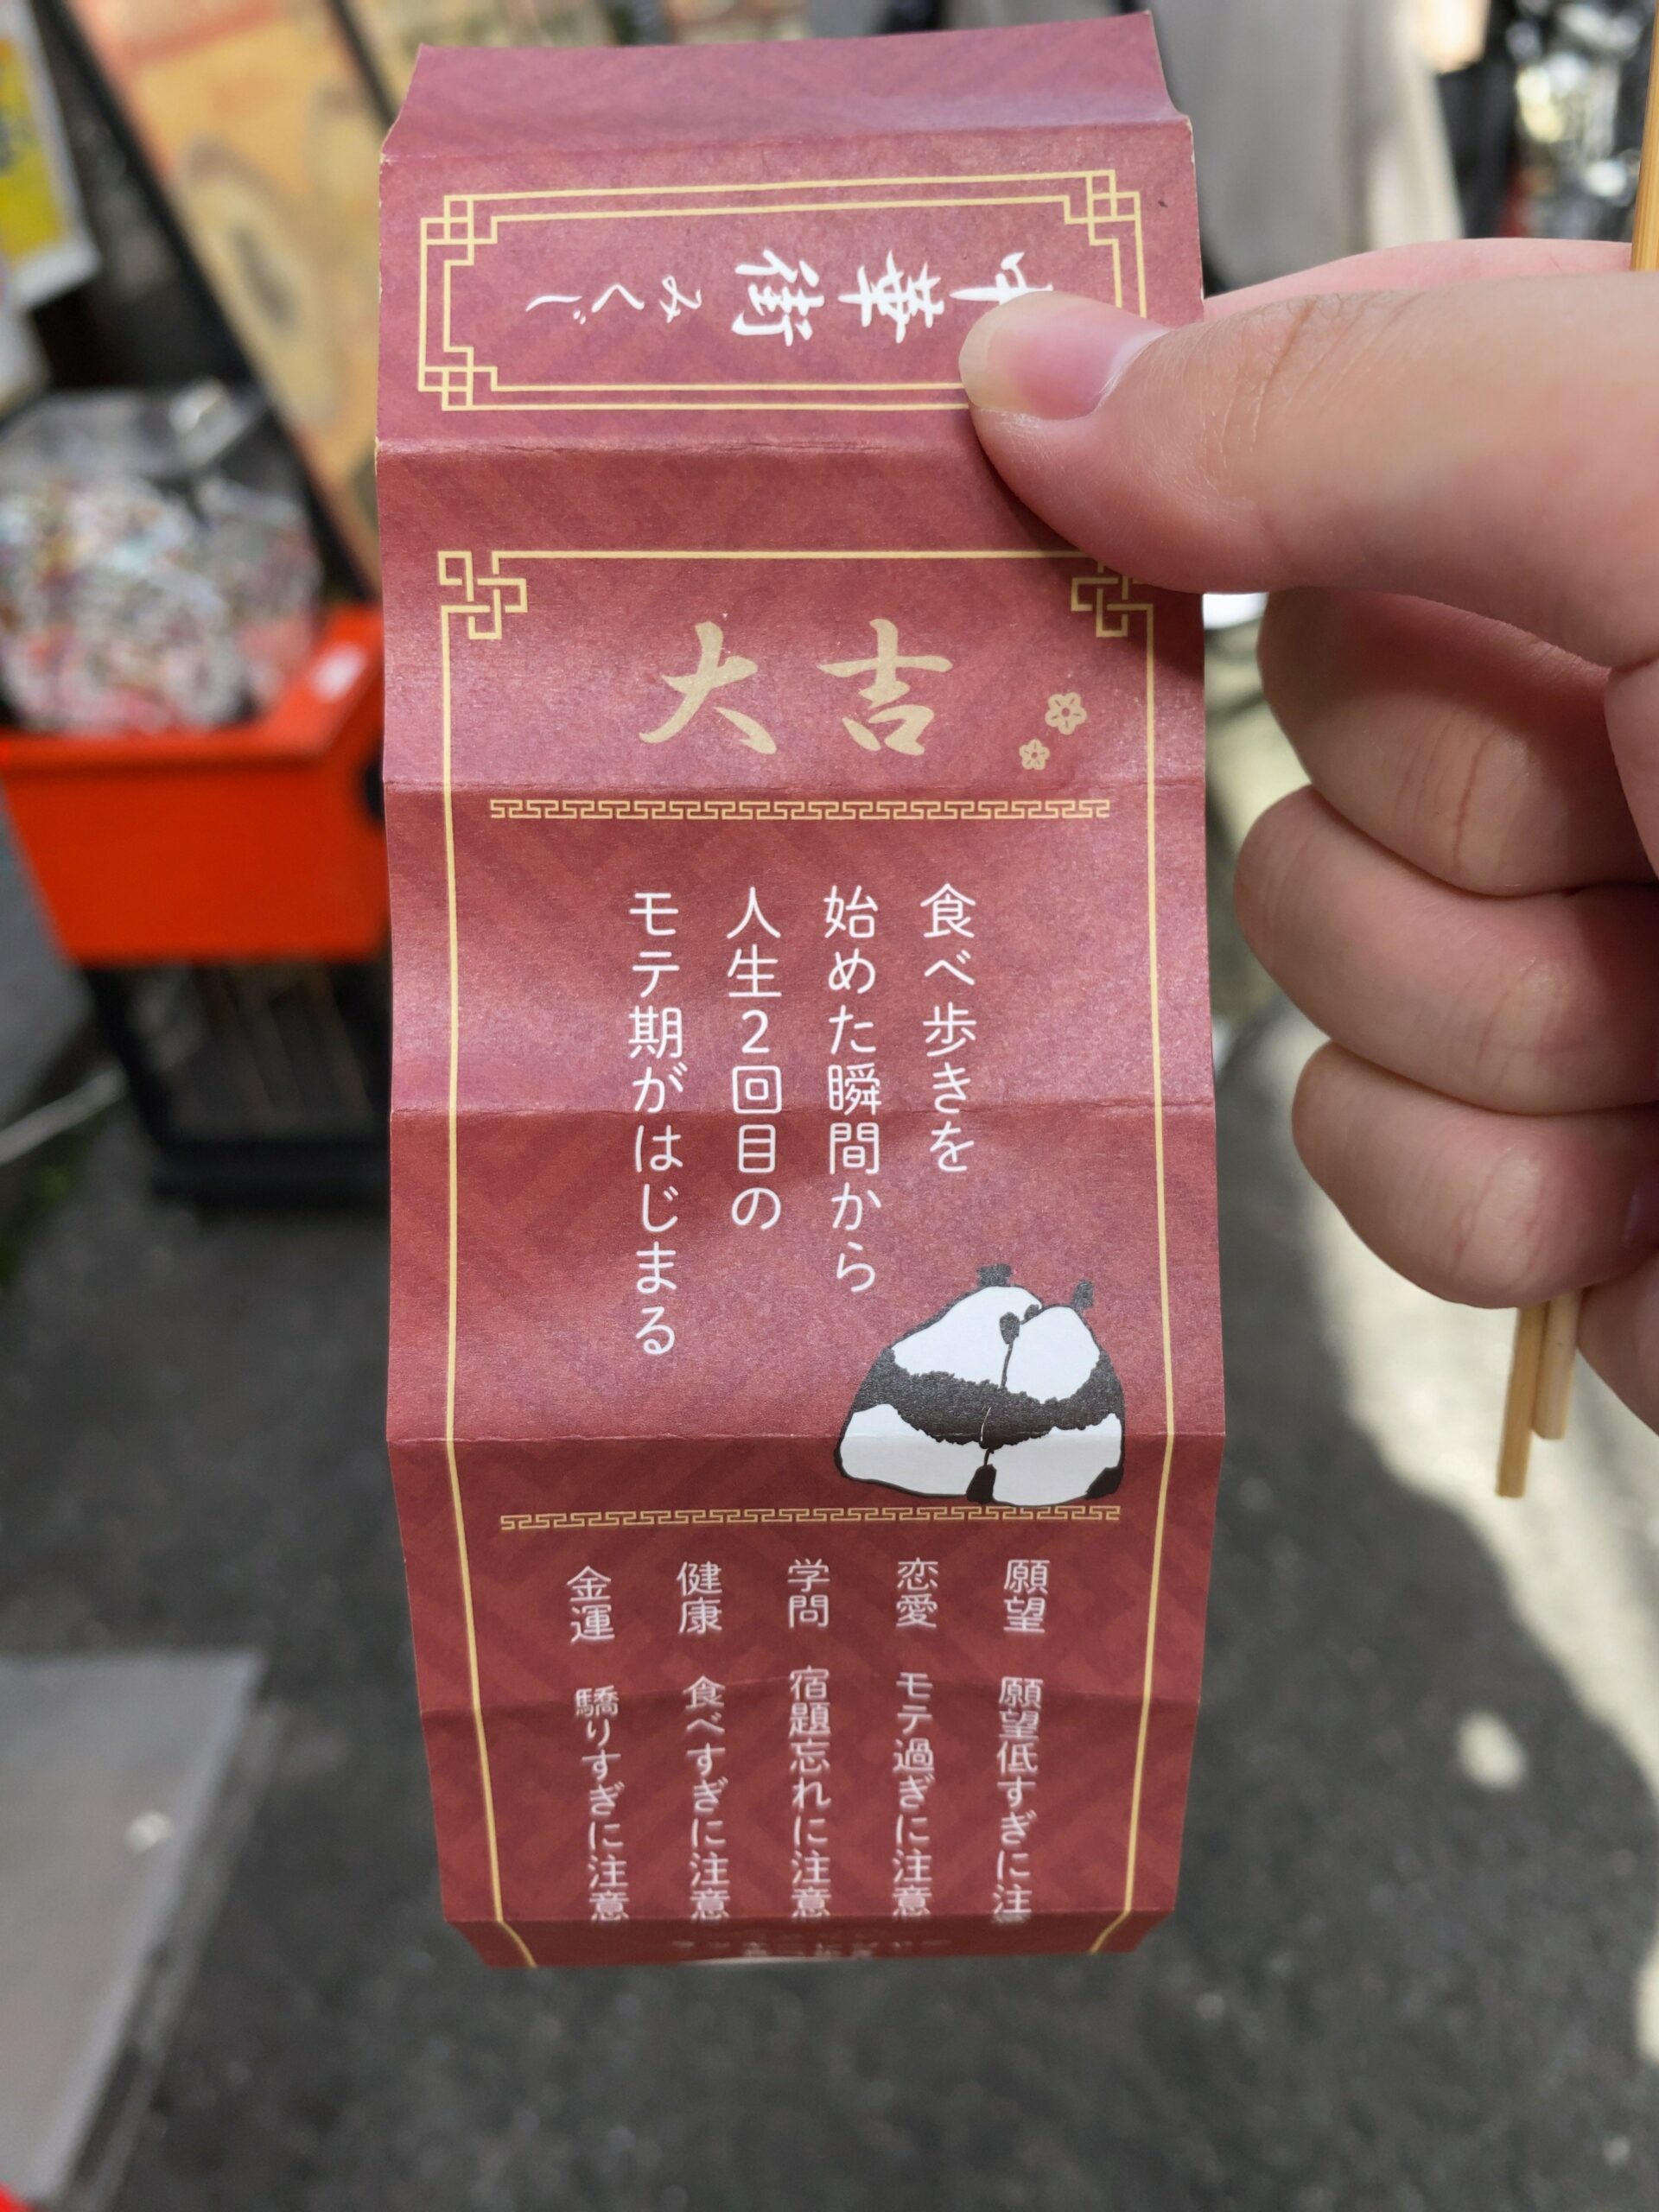 中華街みくじ
大吉
食べ歩きを
始めた瞬間から
人生2回目の
モテ期がはじまる
願望 願望低すぎに注意
恋愛 モテ過ぎに注意
学問 宿題忘れに注意
健康 食べすぎに注意
金運 驕りすぎに注意